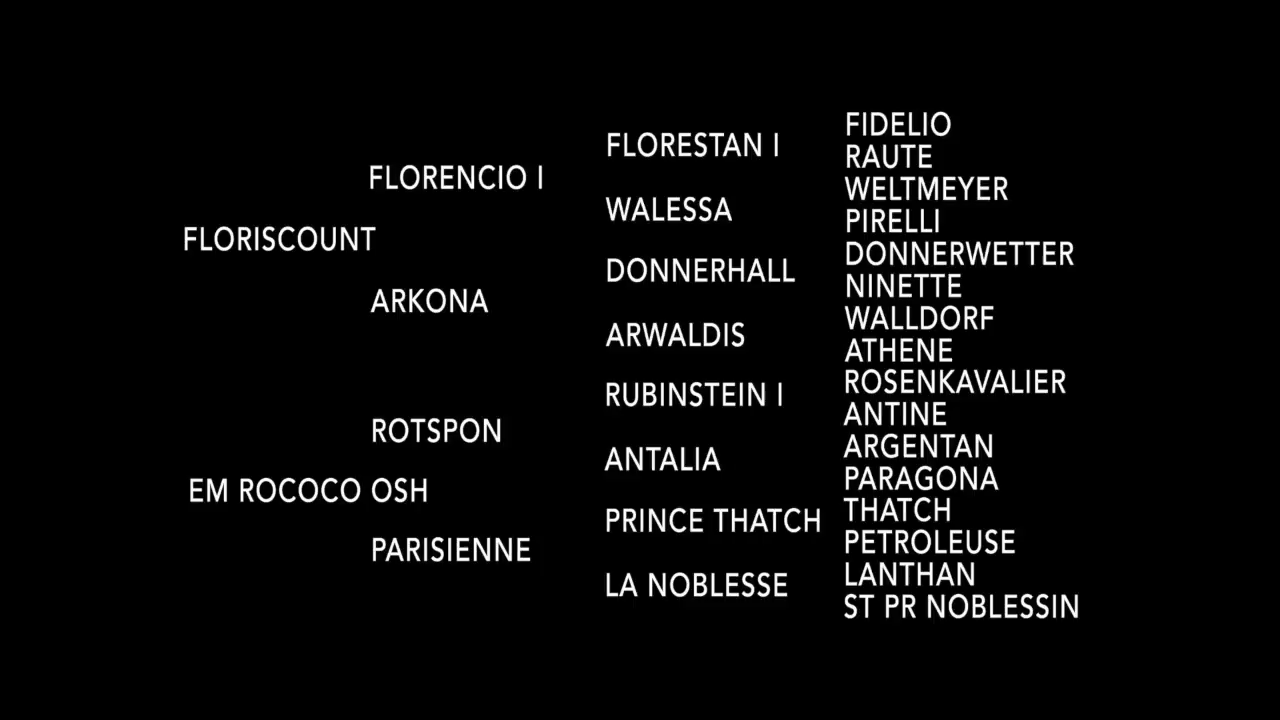 FLORISCOUNT
EM ROCOCO OSH
FLORENCIO I
ARKONA
ROTSPON
PARISIENNE
FLORESTAN I
WALESSA
DONNERHALL
ARWALDIS
RUBINSTEIN I
ANTALIA
PRINCE THATCH
LA NOBLESSE
FIDELIO
RAUTE
WELTMEYER
PIRELLI
DONNERWETTER
NINETTE
WALLDORF
ATHENE
ROSENKAVALIER
ANTINE
ARGENTAN
PARAGONA
THATCH
PETROLEUSE
LANTHAN
ST PR NOBLESSIN